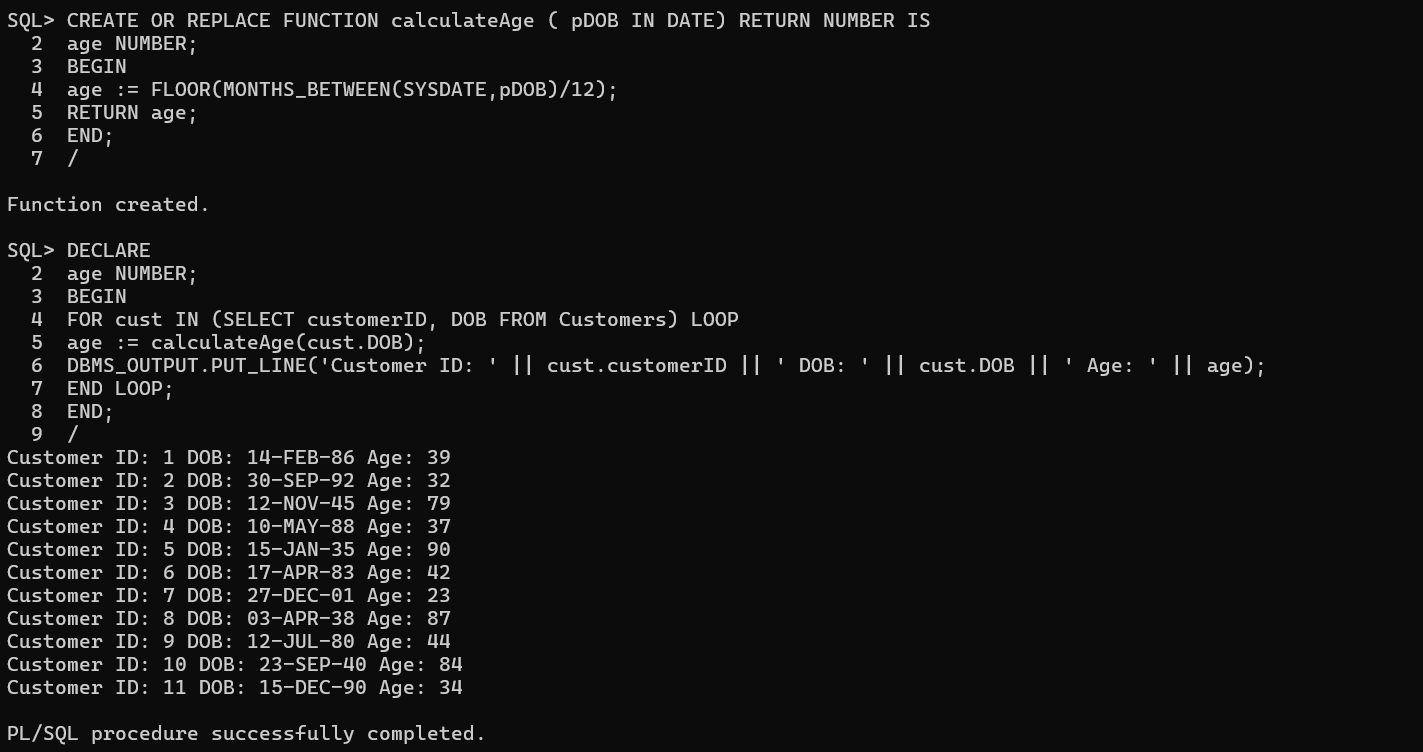 SQL> CREATE OR REPLACE FUNCTION calculateAge ( pDOB IN DATE) RETURN NUMBER IS
  2  age NUMBER;
  3  BEGIN
  4  age := FLOOR(MONTHS_BETWEEN(SYSDATE,pDOB)/12);
  5  RETURN age;
  6  END;
  7  /
Function created.
SQL> DECLARE
  2  age NUMBER;
  3  BEGIN
  4  FOR cust IN (SELECT customerID, DOB FROM Customers) LOOP
  5  age := calculateAge(cust.DOB);
  6  DBMS_OUTPUT.PUT_LINE('Customer ID: ' || cust.customerID || ' DOB: ' || cust.DOB || ' Age: ' || age);
  7  END LOOP;
  8  END;
  9  /
Customer ID: 1 DOB: 14-FEB-86 Age: 39
Customer ID: 2 DOB: 30-SEP-92 Age: 32
Customer ID: 3 DOB: 12-NOV-45 Age: 79
Customer ID: 4 DOB: 10-MAY-88 Age: 37
Customer ID: 5 DOB: 15-JAN-35 Age: 90
Customer ID: 6 DOB: 17-APR-83 Age: 42
Customer ID: 7 DOB: 27-DEC-01 Age: 23
Customer ID: 8 DOB: 03-APR-38 Age: 87
Customer ID: 9 DOB: 12-JUL-80 Age: 44
Customer ID: 10 DOB: 23-SEP-40 Age: 84
Customer ID: 11 DOB: 15-DEC-90 Age: 34
PL/SQL procedure successfully completed.